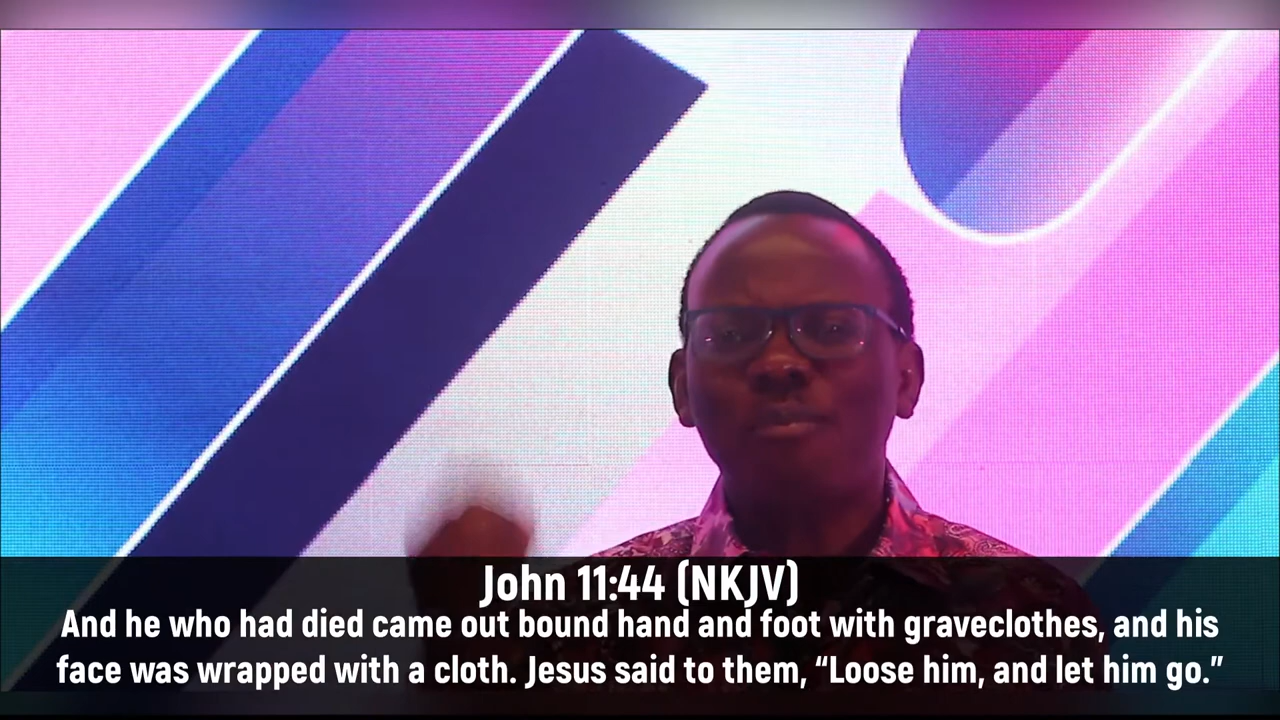 John 11:44 (NKJV)
And he who had died came out bound hand and foot with graveclothes, and his
face was wrapped with a cloth. Jesus said to them, “Loose him, and let him go.”